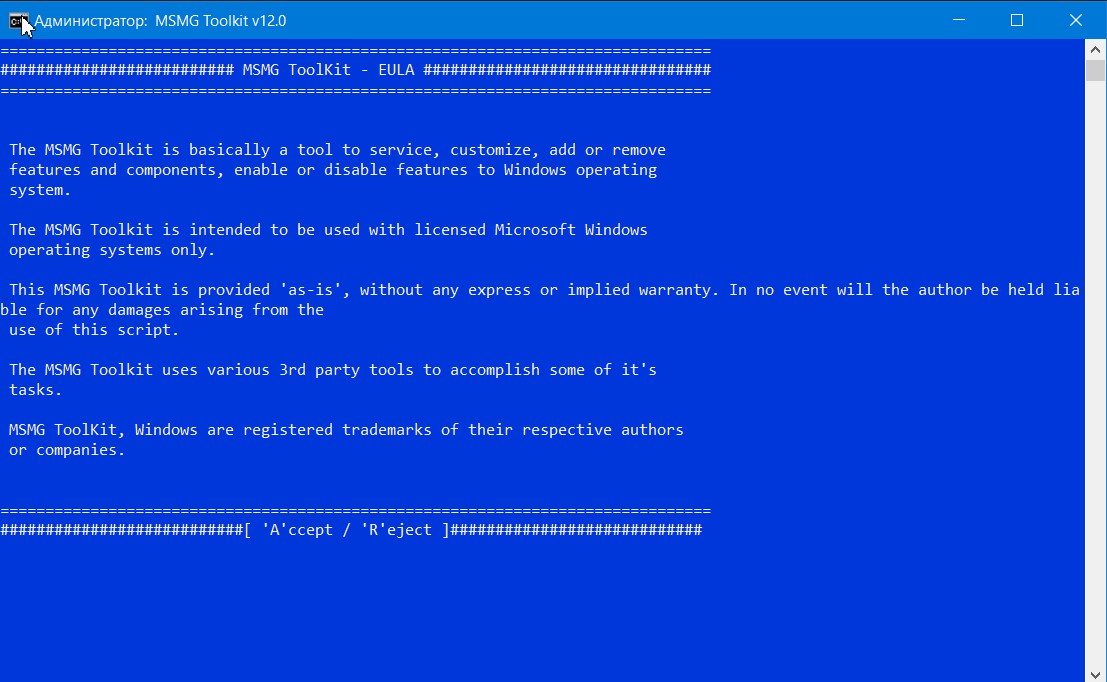 Администратор: MSMG Toolkit v12.0
===============================================================================
########################## MSMG ToolKit - EULA ################################
===============================================================================
The MSMG Toolkit is basically a tool to service, customize, add or remove
features and components, enable or disable features to Windows operating
system.
The MSMG Toolkit is intended to be used with licensed Microsoft Windows
operating systems only.
This MSMG Toolkit is provided 'as-is', without any express or implied warranty. In no event will the author be held lia
ble for any damages arising from the
use of this script.
The MSMG Toolkit uses various 3rd party tools to accomplish some of it's
tasks.
MSMG ToolKit, Windows are registered trademarks of their respective authors
or companies.
===============================================================================
###########################[ 'A'ccept / 'R'eject ]############################